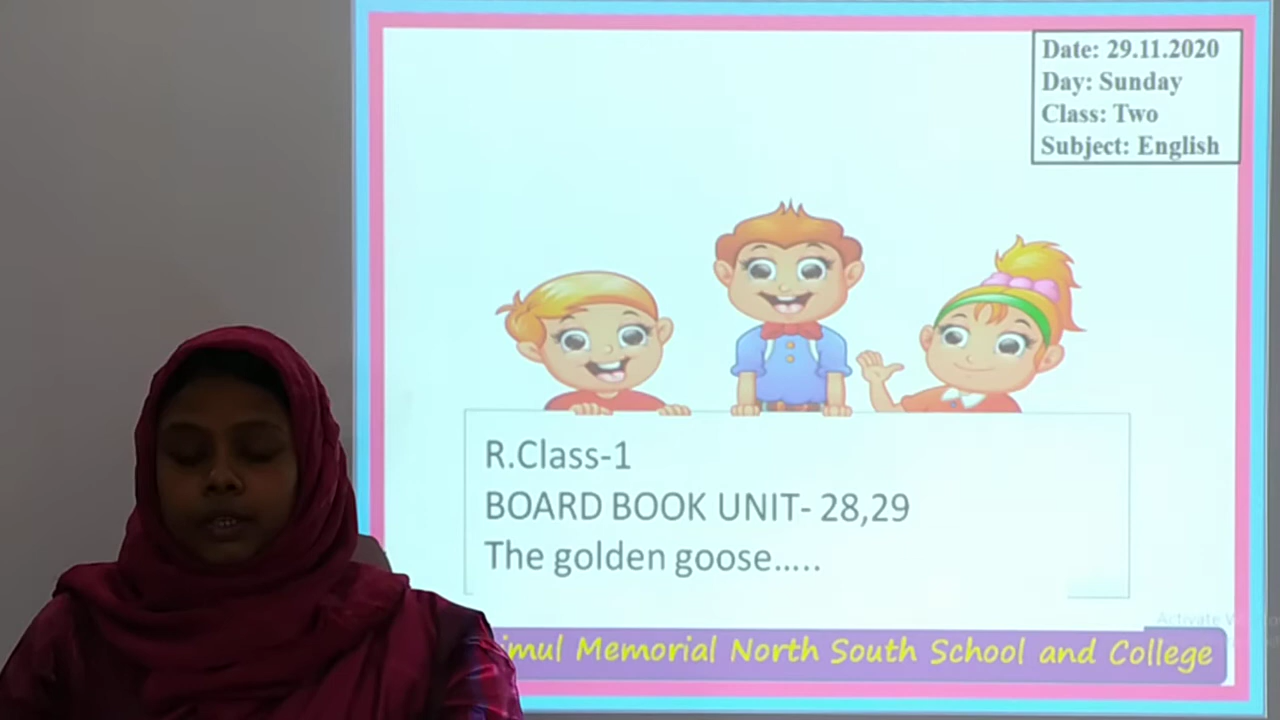 Date: 29.11.2020
Day: Sunday
Class: Two
Subject: English
R.Class-1
BOARD BOOK UNIT- 28,29
The golden goose.....
Activate
Memorial North South School and College